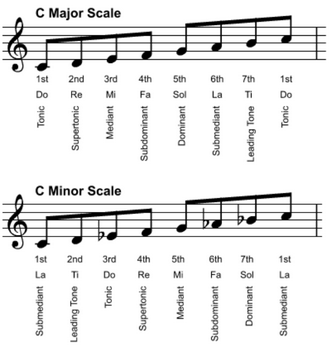 C Major Scale
1st 2nd 3rd 4th 5th 6th 7th 1st
Do Re Mi Fa Sol La Ti Do
Tonic Supertonic Mediant Subdominant Dominant Submediant Leading Tone Tonic
C Minor Scale
1st 2nd 3rd 4th 5th 6th 7th 1st
La Ti Do Re Mi Fa Sol La
Submediant Leading Tone Tonic Supertonic Mediant Subdominant Dominant Submediant